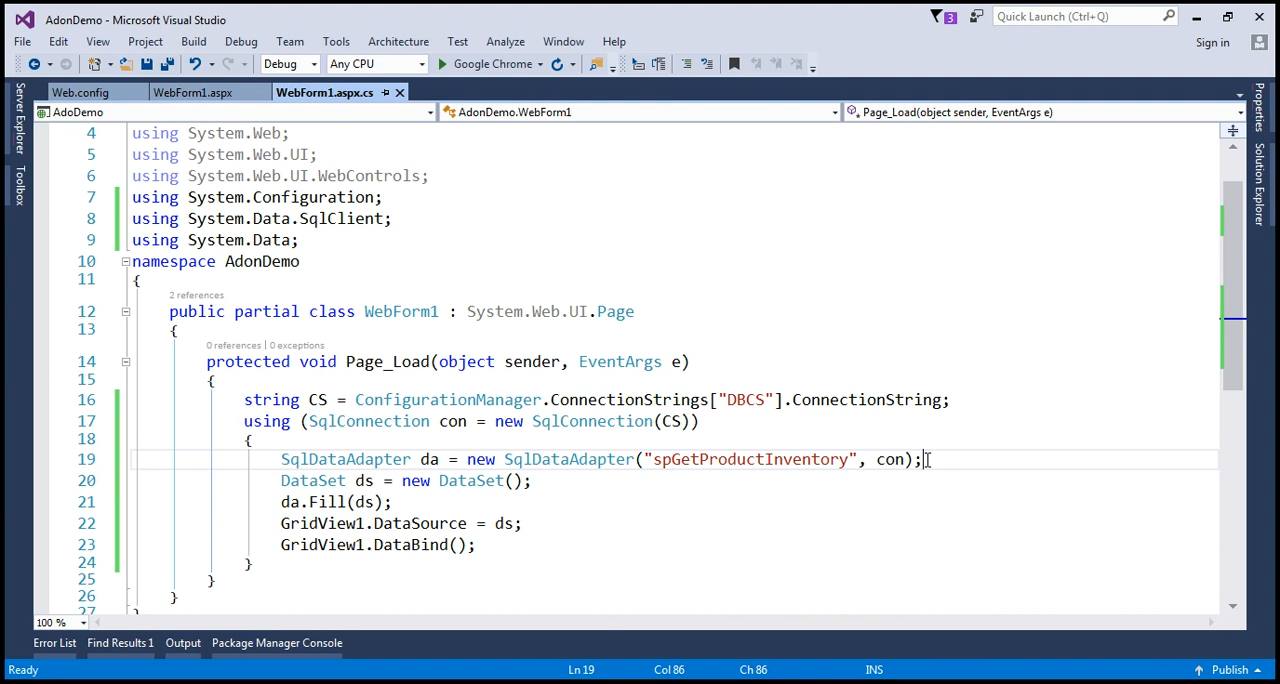 AdonDemo - Microsoft Visual Studio
3
Quick Launch (Ctrl+Q)
File Edit View Project Build Debug Team Tools Architecture Test Analyze Window Help
Sign in
Debug Any CPU Google Chrome
Server Explorer
Toolbox
Web.config WebForm1.aspx WebForm1.aspx.cs
Properties
Solution Explorer
AdoDemo AdonDemo.WebForm1 Page_Load(object sender, EventArgs e)
4 using System.Web;
5 using System.Web.UI;
6 using System.Web.UI.WebControls;
7 using System.Configuration;
8 using System.Data.SqlClient;
9 using System.Data;
10 namespace AdonDemo
11 {
2 references
12 public partial class WebForm1 : System.Web.UI.Page
13 {
0 references | 0 exceptions
14 protected void Page_Load(object sender, EventArgs e)
15 {
16 string CS = ConfigurationManager.ConnectionStrings["DBCS"].ConnectionString;
17 using (SqlConnection con = new SqlConnection(CS))
18 {
19 SqlDataAdapter da = new SqlDataAdapter("spGetProductInventory", con);
20 DataSet ds = new DataSet();
21 da.Fill(ds);
22 GridView1.DataSource = ds;
23 GridView1.DataBind();
24 }
25 }
26 }
27 }
100 %
Error List Find Results 1 Output Package Manager Console
Ready Ln 19 Col 86 Ch 86 INS Publish